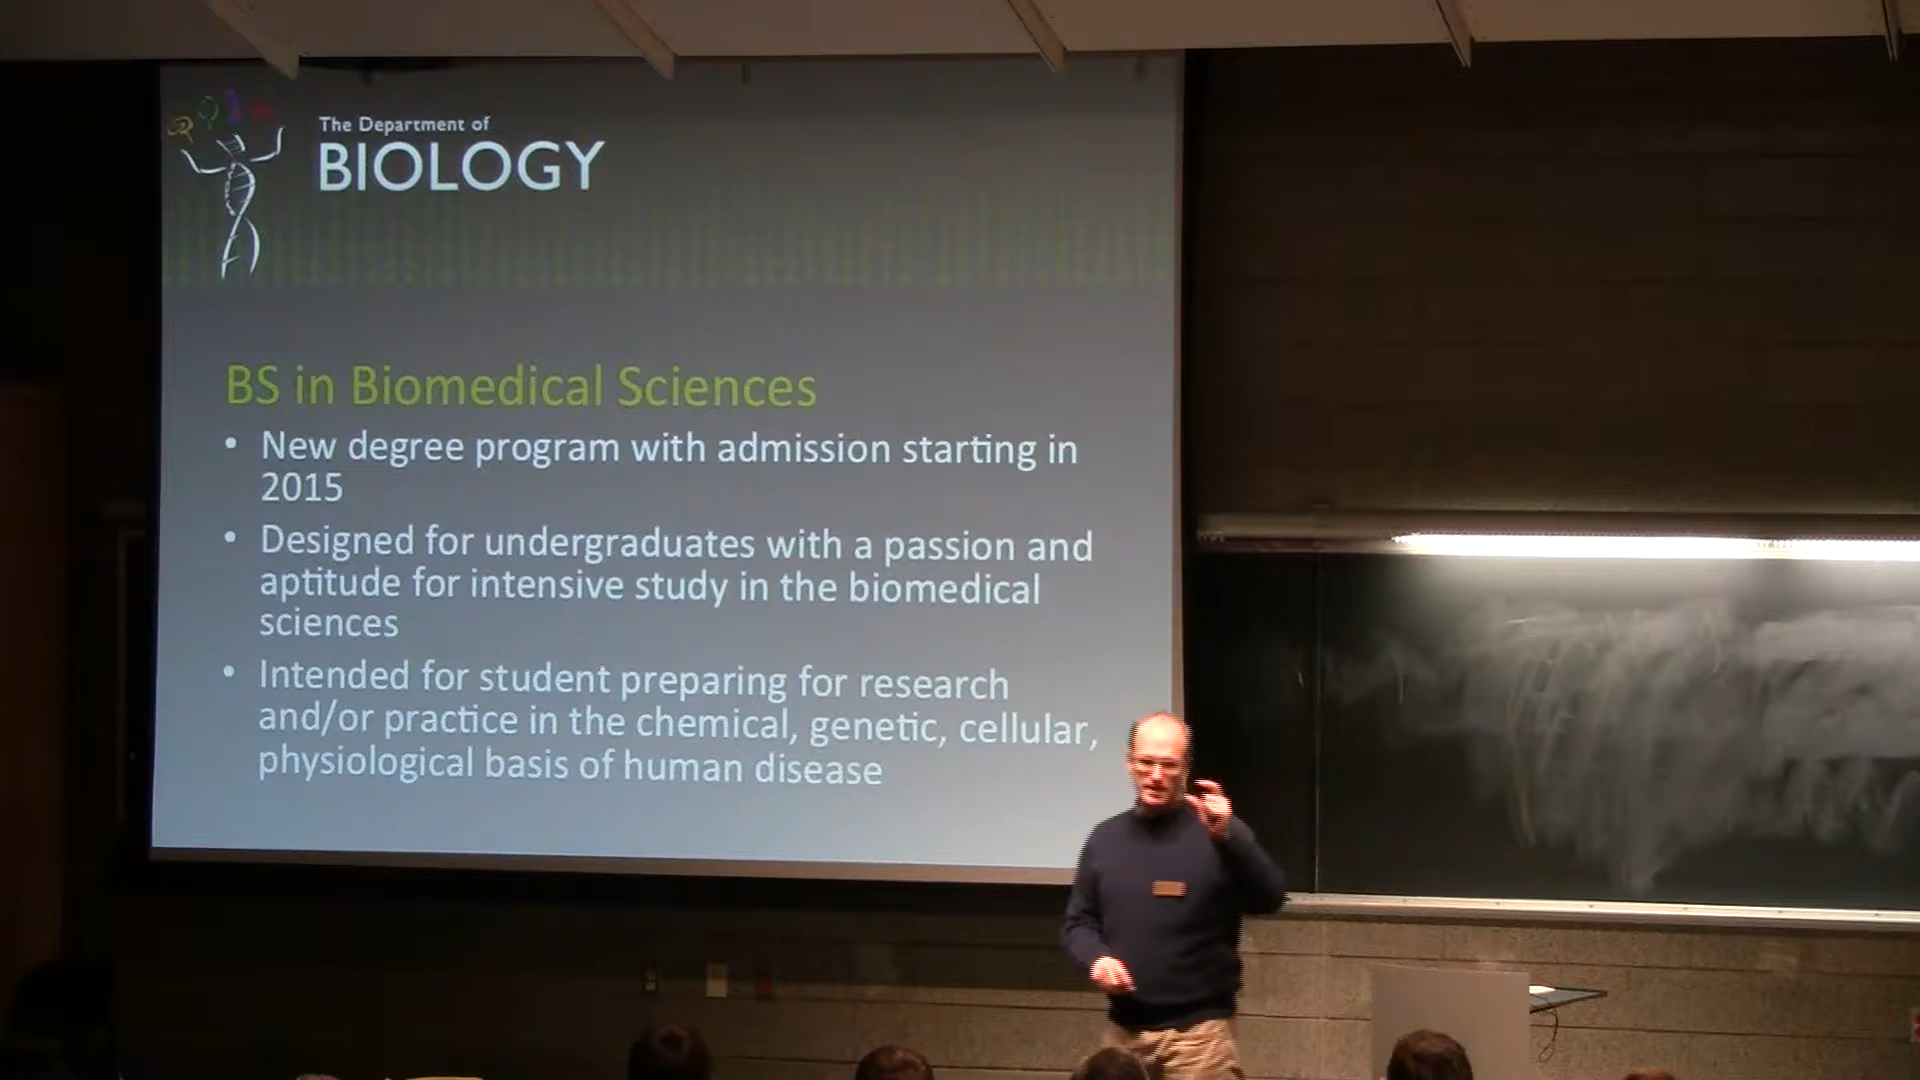 The Department of
BIOLOGY
BS in Biomedical Sciences
• New degree program with admission starting in
2015
• Designed for undergraduates with a passion and
aptitude for intensive study in the biomedical
sciences
• Intended for student preparing for research
and/or practice in the chemical, genetic, cellular,
physiological basis of human disease